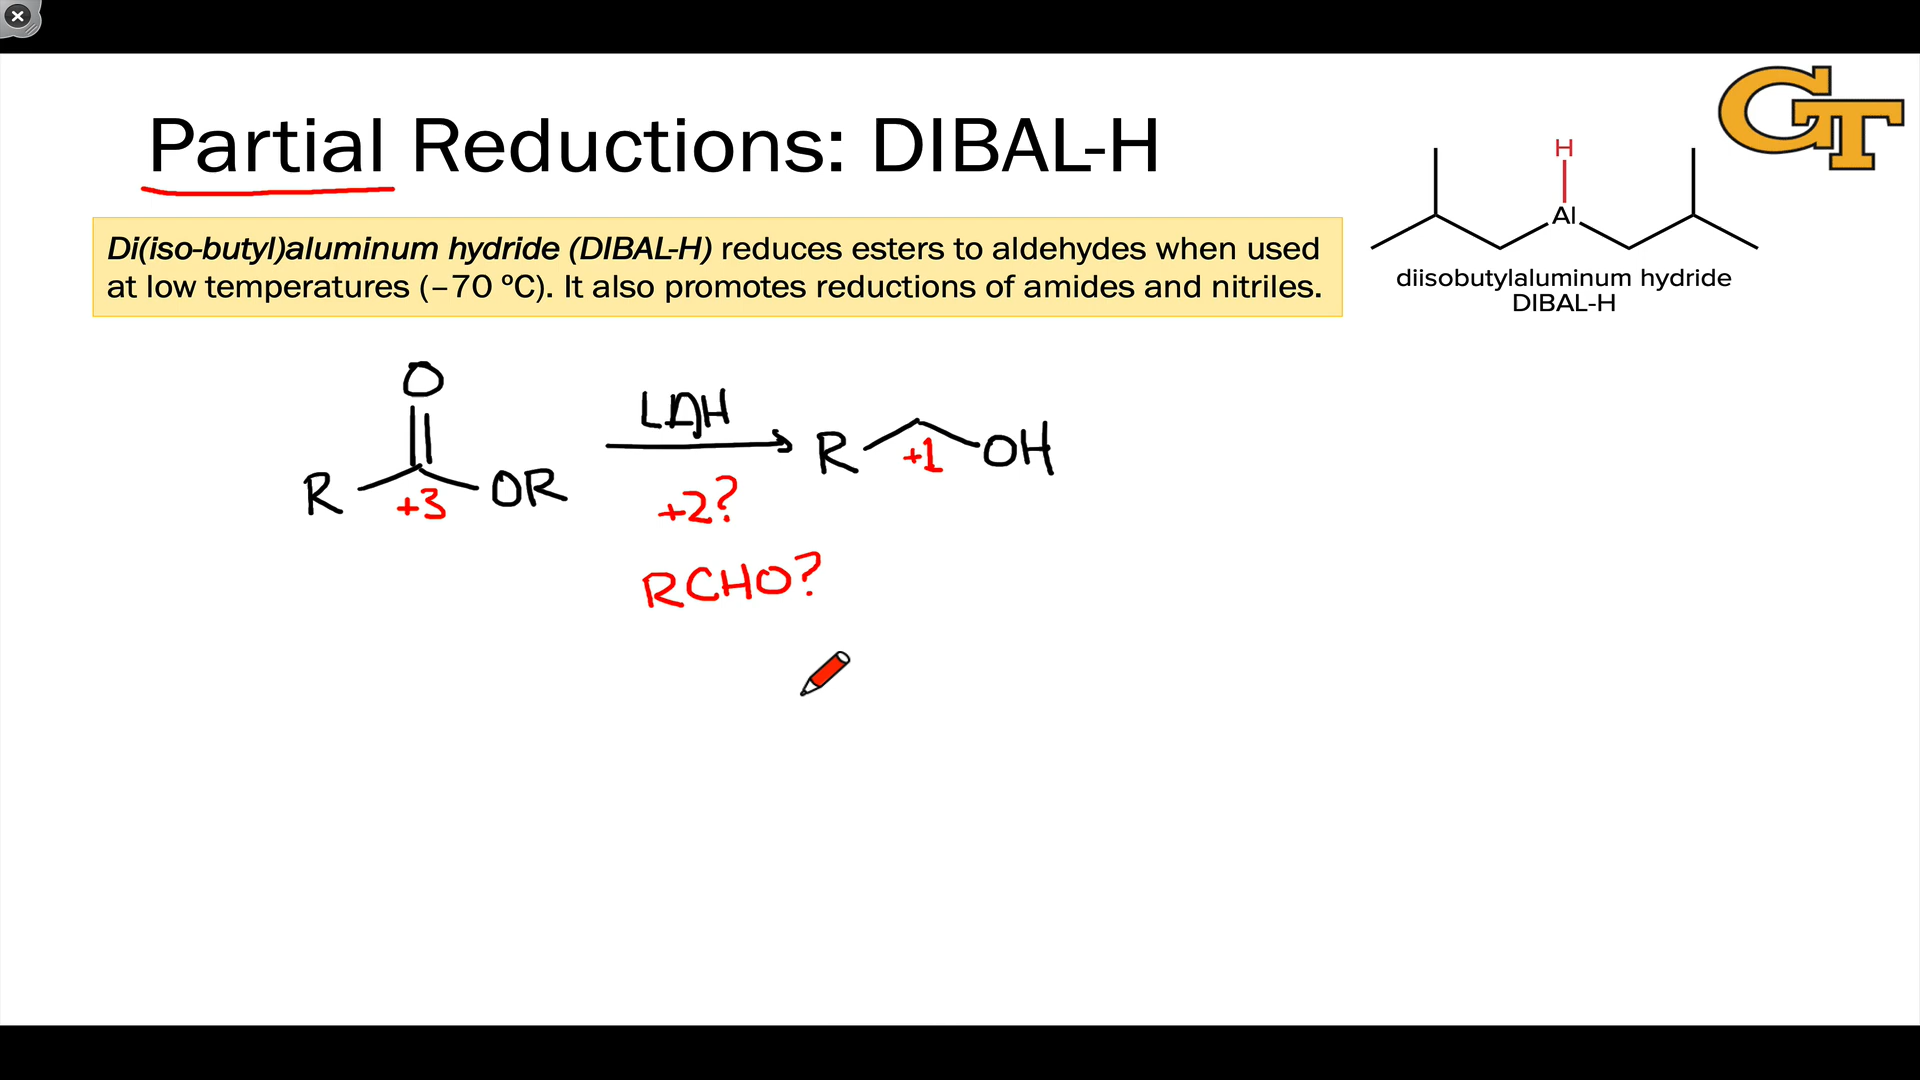 GT
Partial Reductions: DIBAL-H
Di(iso-butyl)aluminum hydride (DIBAL-H) reduces esters to aldehydes when used
at low temperatures (−70 ºC). It also promotes reductions of amides and nitriles.
H
Al
diisobutylaluminum hydride
DIBAL-H
O
R +3 OR
LAH
+2?
RCHO?
R +1 OH